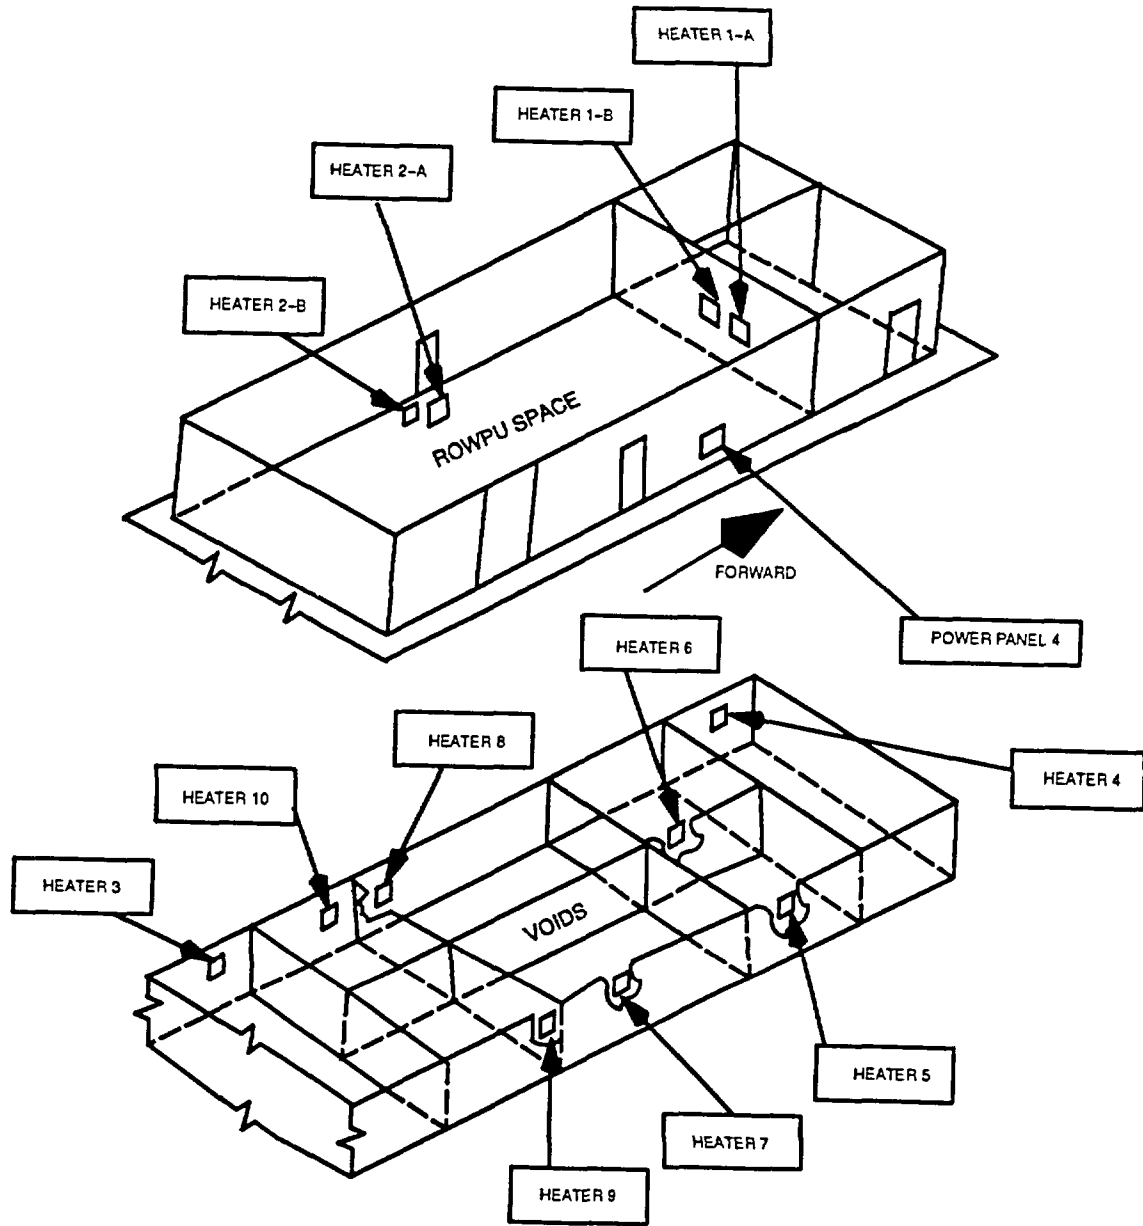 HEATER 1-A
HEATER 1-B
HEATER 2-A
HEATER 2-B
ROWPU SPACE
FORWARD
POWER PANEL 4
HEATER 6
HEATER 8
HEATER 4
HEATER 10
HEATER 3
VOIDS
HEATER 5
HEATER 7
HEATER 9